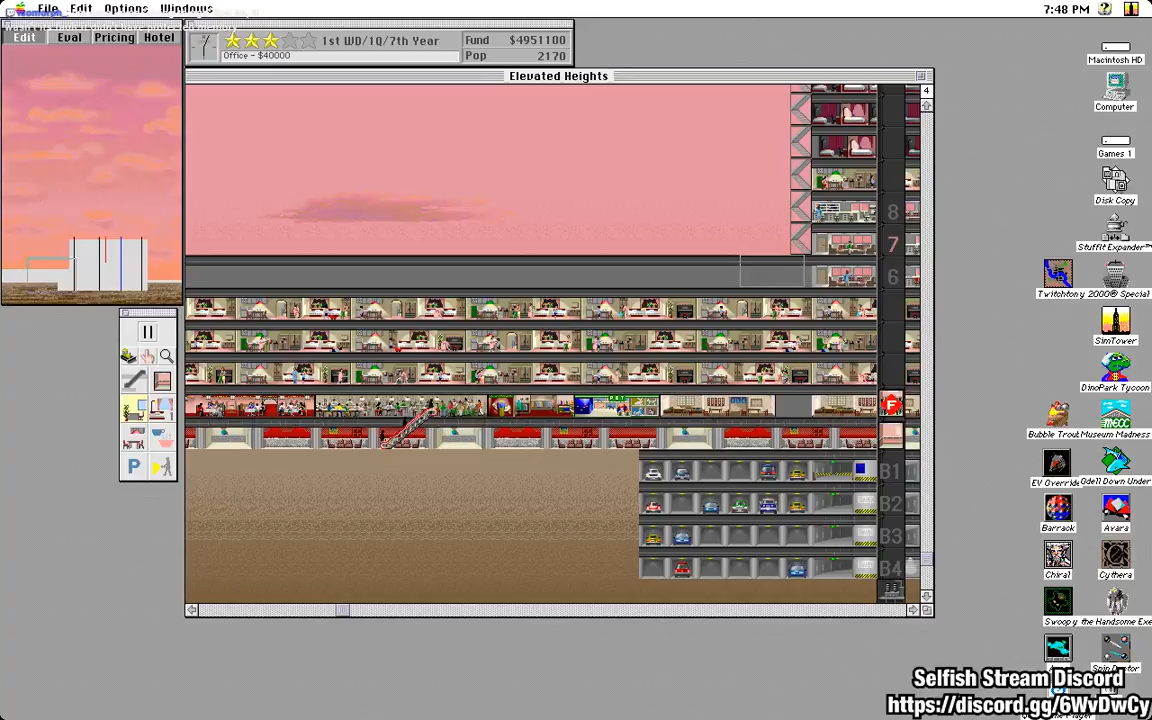 File Edit Options Windows
7:48 PM
Edit Eval Pricing Hotel
1st WD/1Q/7th Year
Fund $4951100
Office - $40000
Pop 2170
Elevated Heights
4
8
7
6
F
B1
B2
B3
B4
P
Macintosh HD
Computer
Games 1
Disk Copy
StuffIt Expander™
Twitchtony 2000® Special
SimTower
DinoPark Tycoon
Bubble Trou
Museum Madness
EV Override
Odell Down Under
Barrack
Avara
Chiral
Cythera
Swoopy the Handsome Exe
Spin Doctor
Selfish Stream Discord
https://discord.gg/6WvDwCy